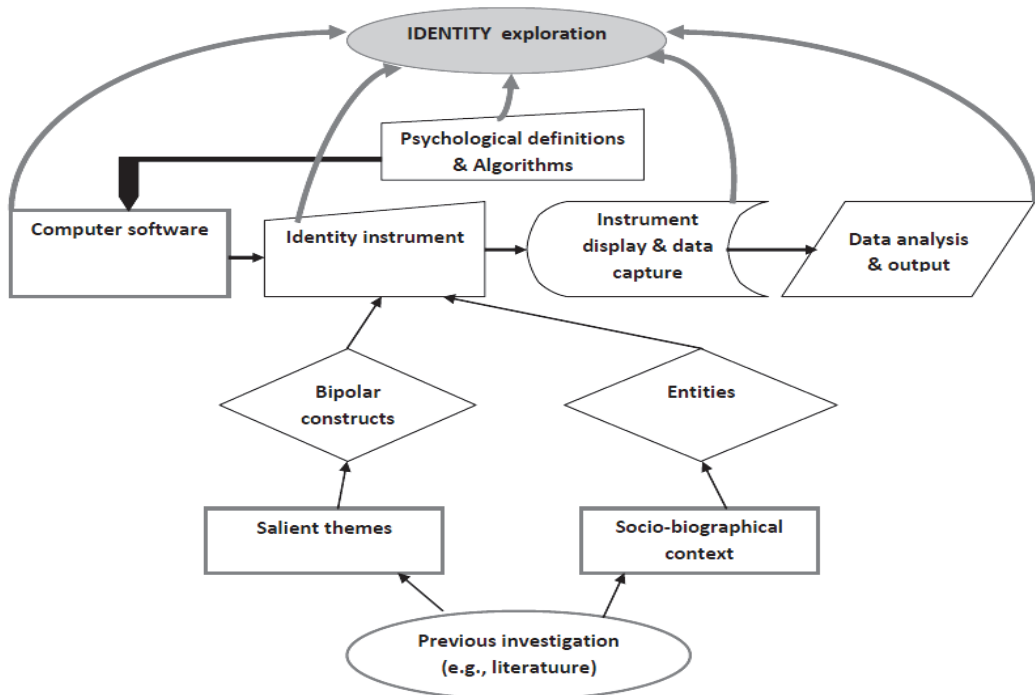 IDENTITY exploration
Psychological definitions
& Algorithms
Computer software
Identity instrument
Instrument
display & data
capture
Data analysis
& output
Bipolar
constructs
Entities
Salient themes
Socio-biographical
context
Previous investigation
(e.g., literatuure)